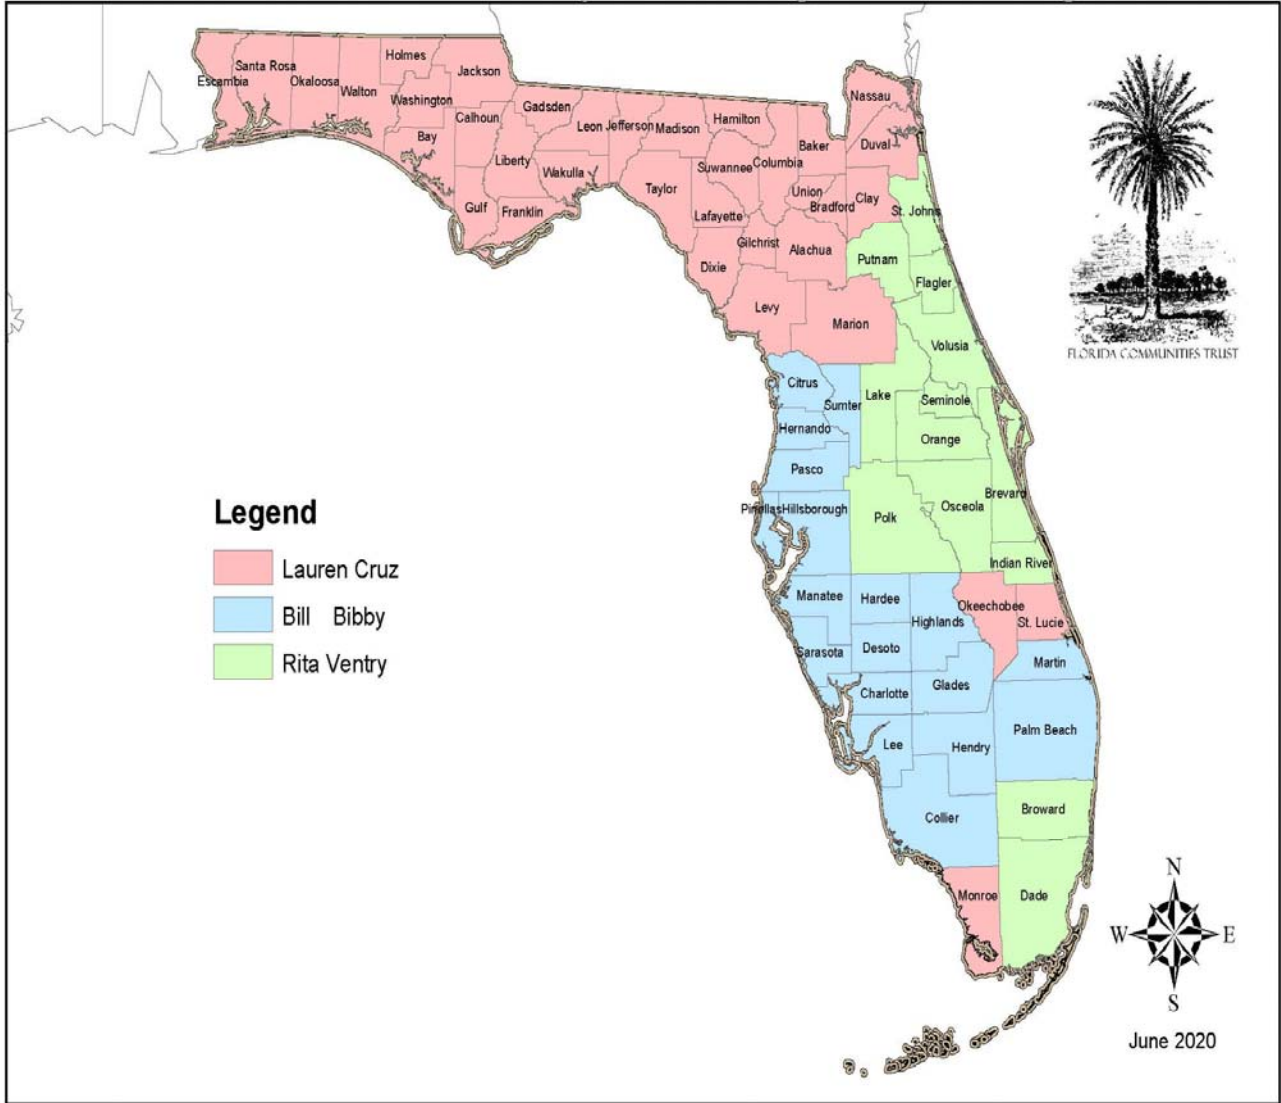 Holmes
Santa Rosa
Jackson
Escambia
Okaloosa
Walton
Washington
Gadsden
Nassau
Calhoun
Leon
Jefferson
Madison
Hamilton
Bay
Baker
Duval
Liberty
Wakulla
Suwannee
Columbia
Taylor
Union
Bradford
Clay
Gulf
Franklin
Lafayette
St. Johns
Gilchrist
Alachua
Putnam
Dixie
Flagler
Levy
Marion
Volusia
FLORIDA COMMUNITIES TRUST
Citrus
Sumter
Lake
Seminole
Hernando
Orange
Pasco
Brevard
Pinellas
Hillsborough
Polk
Osceola
Indian River
Legend
Lauren Cruz
Bill Bibby
Rita Ventry
Manatee
Hardee
Highlands
Okeechobee
St. Lucie
Sarasota
Desoto
Martin
Charlotte
Glades
Palm Beach
Lee
Hendry
Broward
Collier
Monroe
Dade
N
W
E
S
June 2020